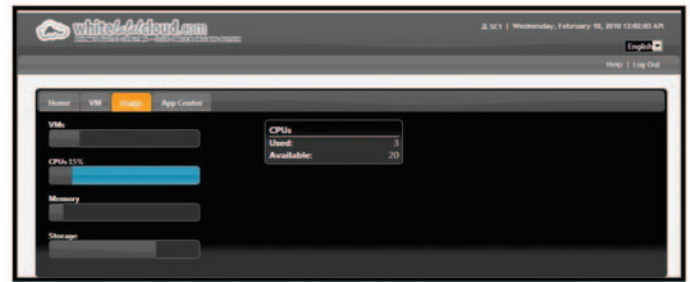 whitelabelcloud.com
SC1 | Wednesday, February 10, 2010 12:02:03 AM
English
Help | Log Out
Home VM Usage App Center
VMs
CPUs 15%
Memory
Storage
CPUs
Used: 3
Available: 20